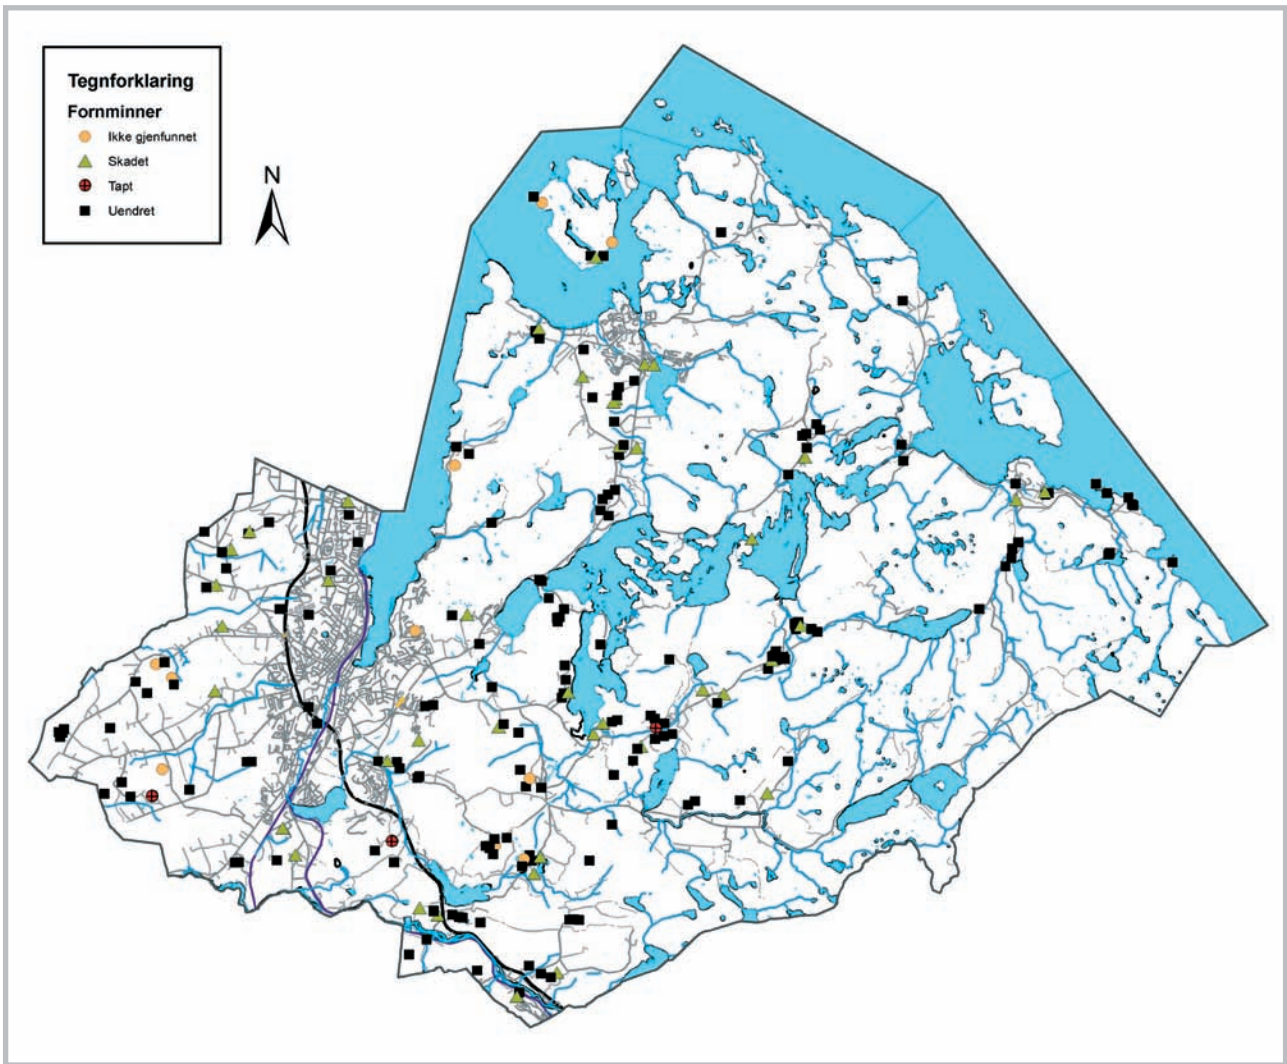 Tegnforklaring
Fornminner
Ikke gjenfunnet
Skadet
Tapt
Uendret
N